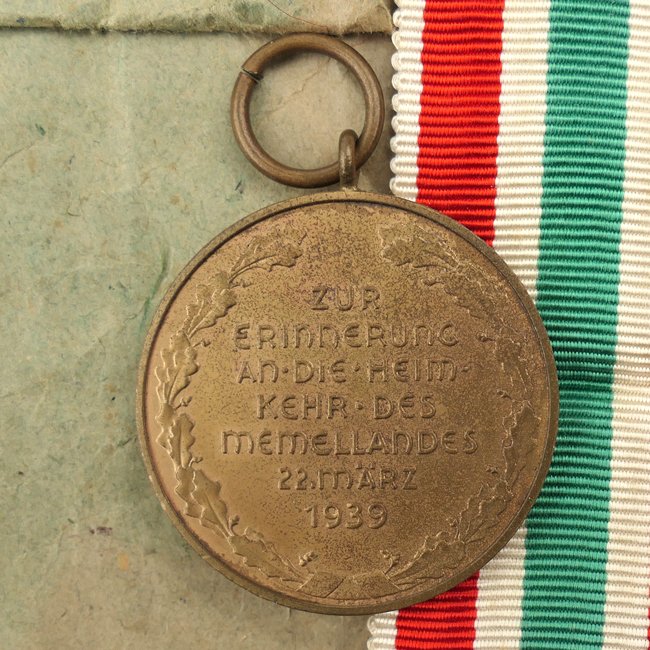 ZUR
ERINNERUNG
AN·DIE·HEIM·
KEHR·DES
MEMELLANDES
22.MÄRZ
1939